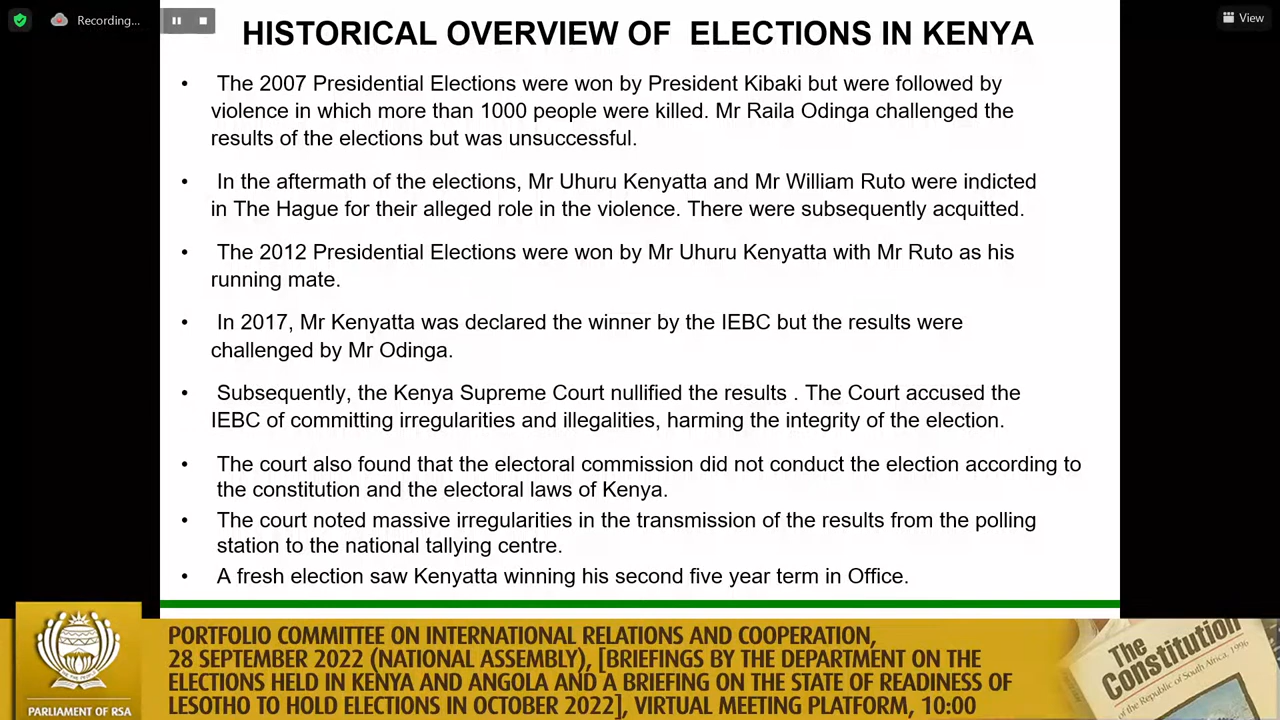 Recording...
View
HISTORICAL OVERVIEW OF ELECTIONS IN KENYA
• The 2007 Presidential Elections were won by President Kibaki but were followed by
violence in which more than 1000 people were killed. Mr Raila Odinga challenged the
results of the elections but was unsuccessful.
• In the aftermath of the elections, Mr Uhuru Kenyatta and Mr William Ruto were indicted
in The Hague for their alleged role in the violence. There were subsequently acquitted.
• The 2012 Presidential Elections were won by Mr Uhuru Kenyatta with Mr Ruto as his
running mate.
• In 2017, Mr Kenyatta was declared the winner by the IEBC but the results were
challenged by Mr Odinga.
• Subsequently, the Kenya Supreme Court nullified the results . The Court accused the
IEBC of committing irregularities and illegalities, harming the integrity of the election.
• The court also found that the electoral commission did not conduct the election according to
the constitution and the electoral laws of Kenya.
• The court noted massive irregularities in the transmission of the results from the polling
station to the national tallying centre.
• A fresh election saw Kenyatta winning his second five year term in Office.
PORTFOLIO COMMITTEE ON INTERNATIONAL RELATIONS AND COOPERATION,
28 SEPTEMBER 2022 (NATIONAL ASSEMBLY), [BRIEFINGS BY THE DEPARTMENT ON THE
ELECTIONS HELD IN KENYA AND ANGOLA AND A BRIEFING ON THE STATE OF READINESS OF
LESOTHO TO HOLD ELECTIONS IN OCTOBER 2022], VIRTUAL MEETING PLATFORM, 10:00
PARLIAMENT OF RSA
The
Constitution
of the Republic of South Africa, 1996